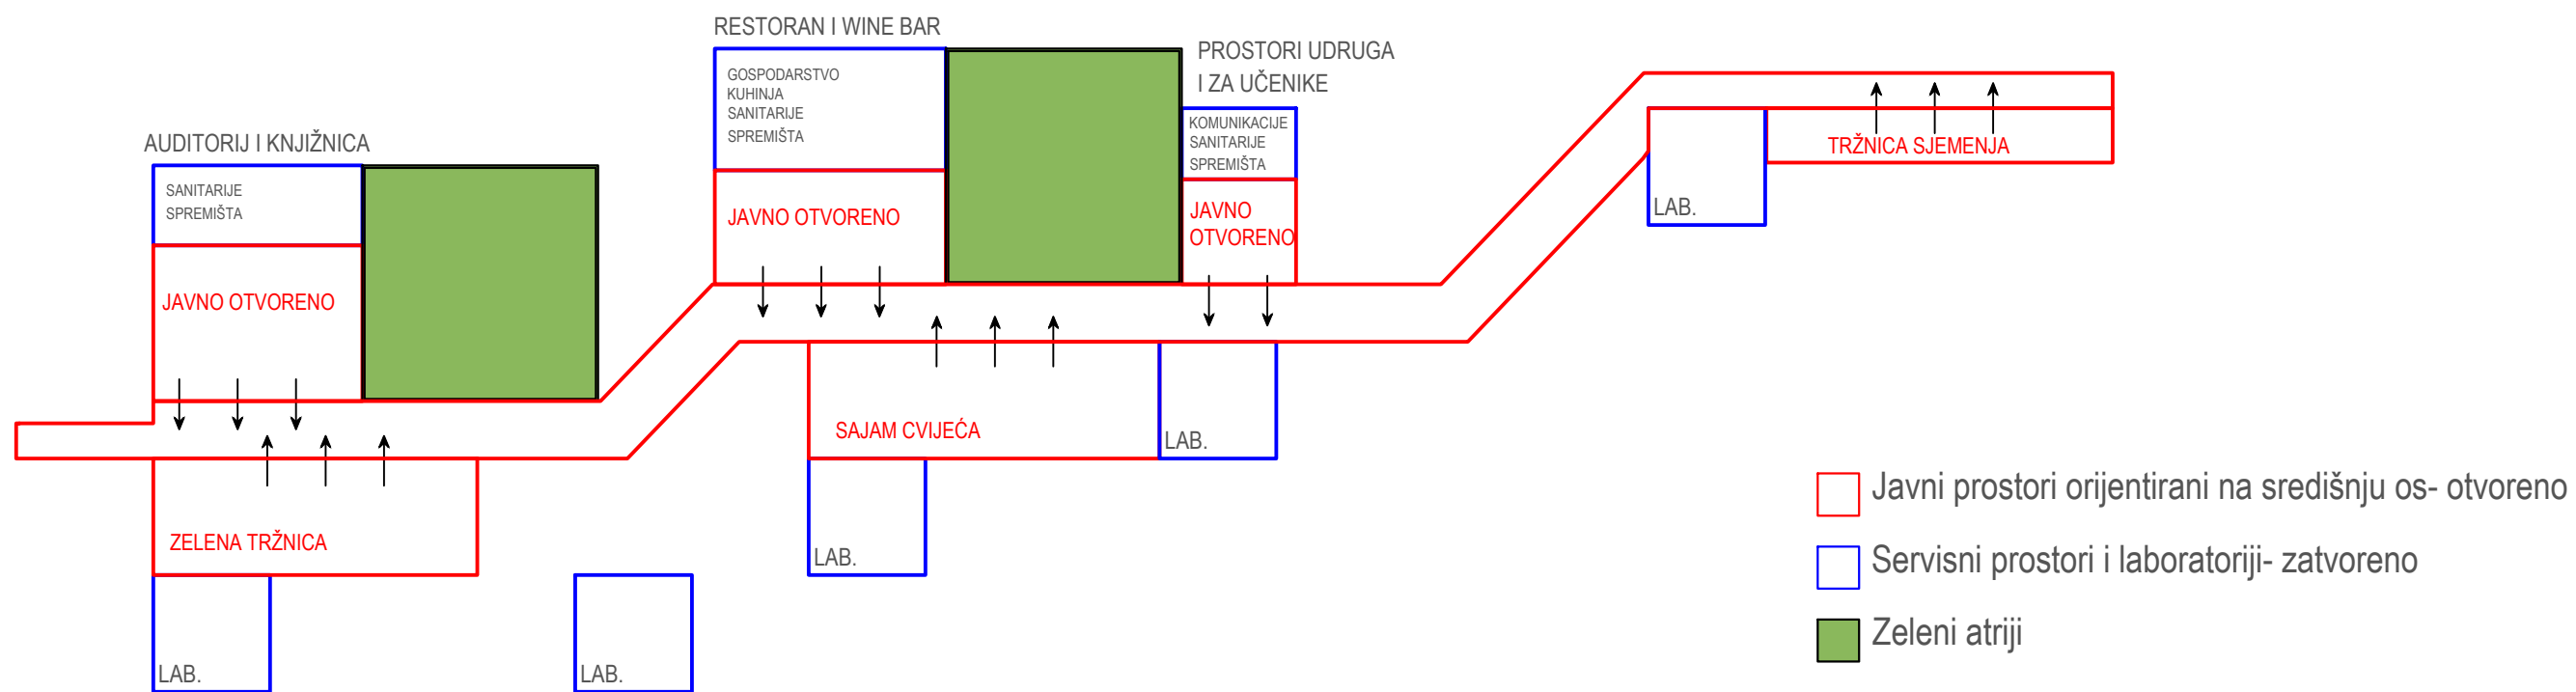 RESTORAN I WINE BAR
GOSPODARSTVO
KUHINJA
SANITARIJE
SPREMIŠTA
JAVNO OTVORENO
PROSTORI UDRUGA
I ZA UČENIKE
KOMUNIKACIJE
SANITARIJE
SPREMIŠTA
JAVNO
OTVORENO
AUDITORIJ I KNJIŽNICA
SANITARIJE
SPREMIŠTA
JAVNO OTVORENO
TRŽNICA SJEMENJA
LAB.
SAJAM CVIJEĆA
LAB.
LAB.
ZELENA TRŽNICA
LAB.
LAB.
Javni prostori orijentirani na središnju os- otvoreno
Servisni prostori i laboratoriji- zatvoreno
Zeleni atriji